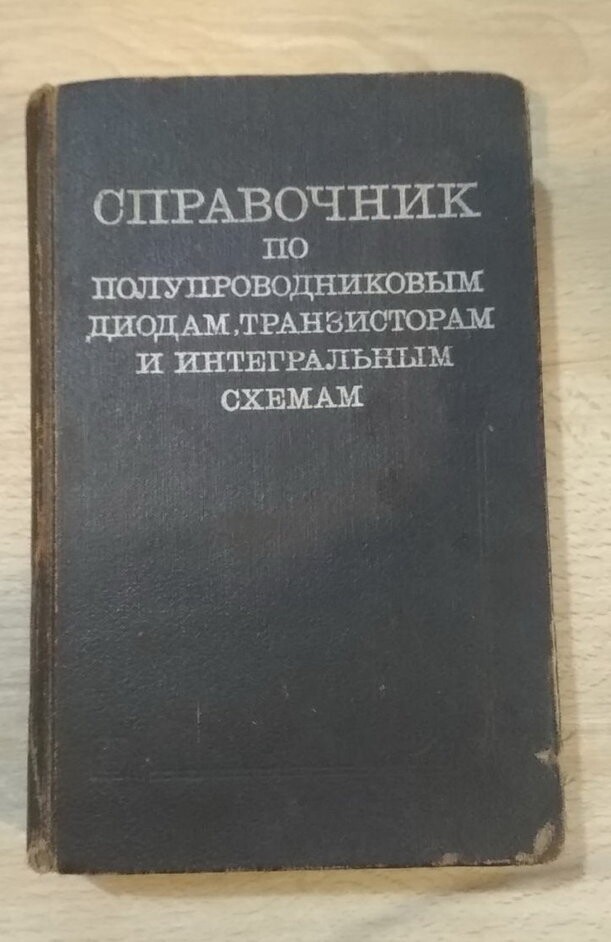 СПРАВОЧНИК
ПО
ПОЛУПРОВОДНИКОВЫМ
ДИОДАМ, ТРАНЗИСТОРАМ
И ИНТЕГРАЛЬНЫМ
СХЕМАМ